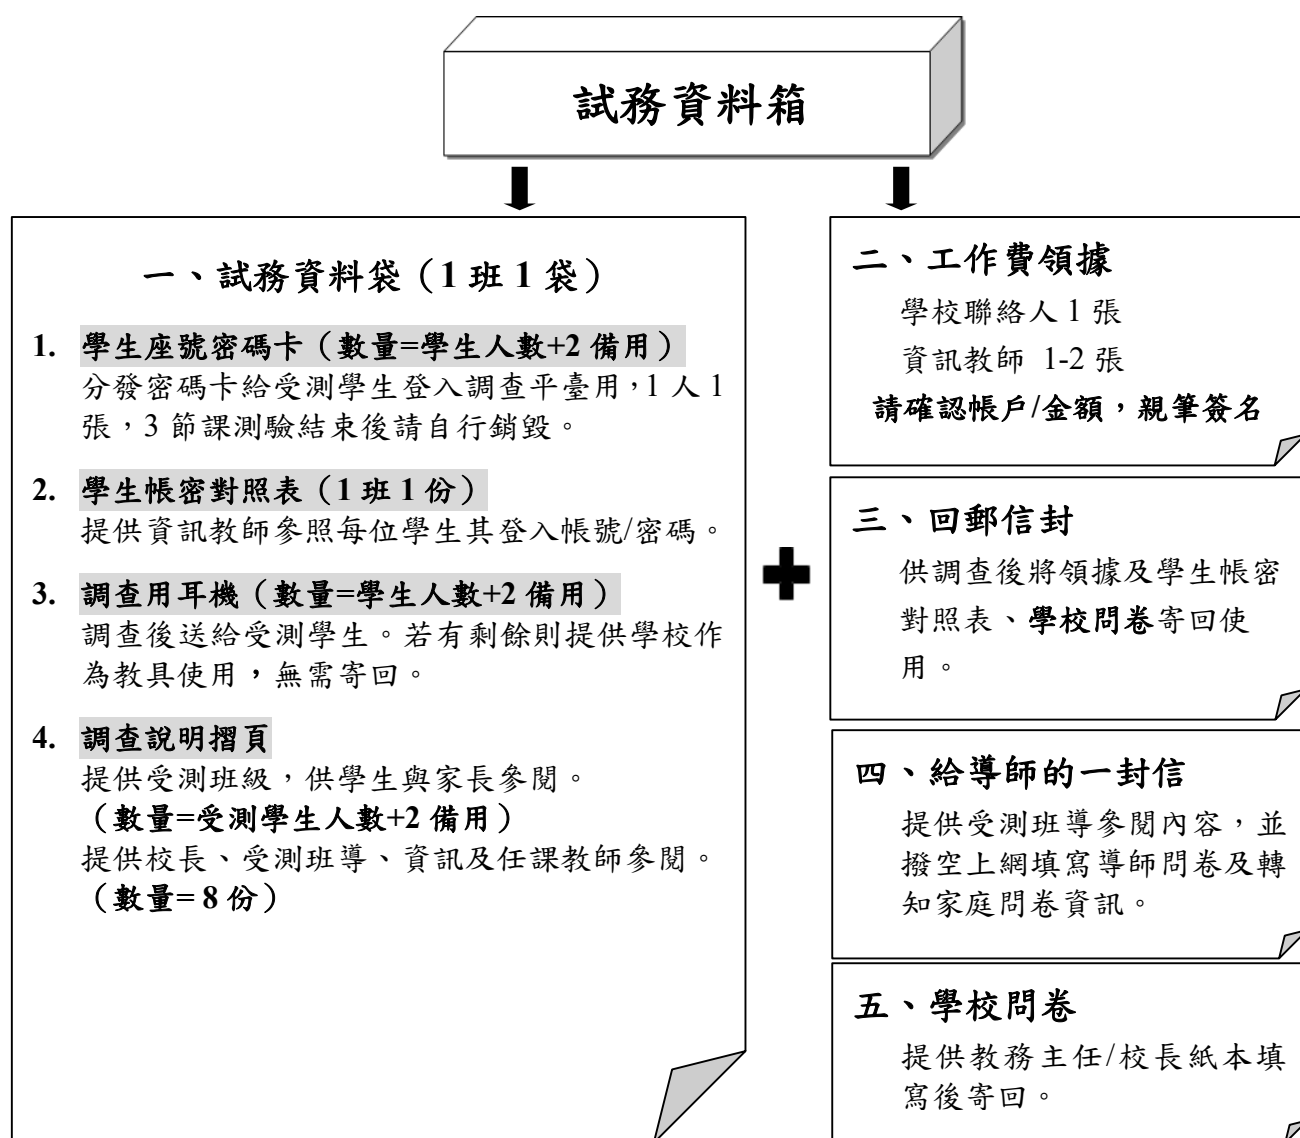 試務資料箱
一、試務資料袋（1 班 1 袋）
1. 學生座號密碼卡（數量=學生人數+2 備用）
分發密碼卡給受測學生登入調查平臺用，1 人 1
張，3 節課測驗結束後請自行銷毀。
2. 學生帳密對照表（1 班 1 份）
提供資訊教師參照每位學生其登入帳號/密碼。
3. 調查用耳機（數量=學生人數+2 備用）
調查後送給受測學生。若有剩餘則提供學校作
為教具使用，無需寄回。
4. 調查說明摺頁
提供受測班級，供學生與家長參閱。
（數量=受測學生人數+2 備用）
提供校長、受測班導、資訊及任課教師參閱。
（數量= 8 份）
二、工作費領據
學校聯絡人 1 張
資訊教師 1-2 張
請確認帳戶/金額，親筆簽名
三、回郵信封
供調查後將領據及學生帳密
對照表、學校問卷寄回使
用。
四、給導師的一封信
提供受測班導參閱內容，並
撥空上網填寫導師問卷及轉
知家庭問卷資訊。
五、學校問卷
提供教務主任/校長紙本填
寫後寄回。